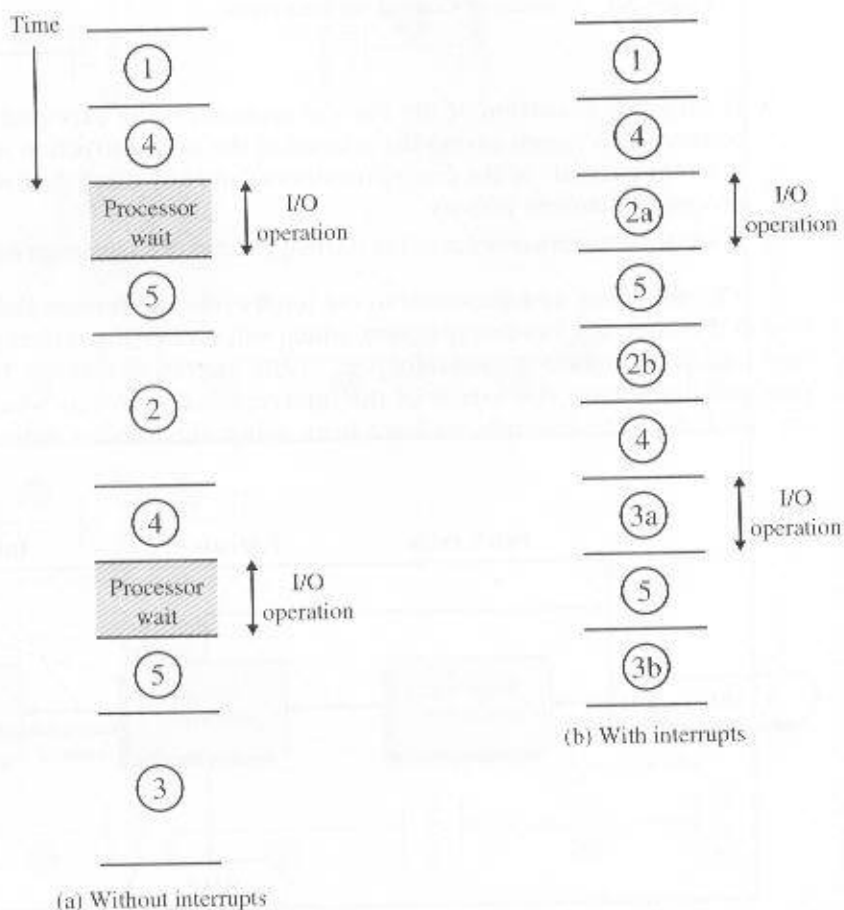 Time
1
4
Processor
wait
I/O
operation
5
2
4
Processor
wait
I/O
operation
5
3
(a) Without interrupts
1
4
2a
I/O
operation
5
2b
4
3a
I/O
operation
5
3b
(b) With interrupts